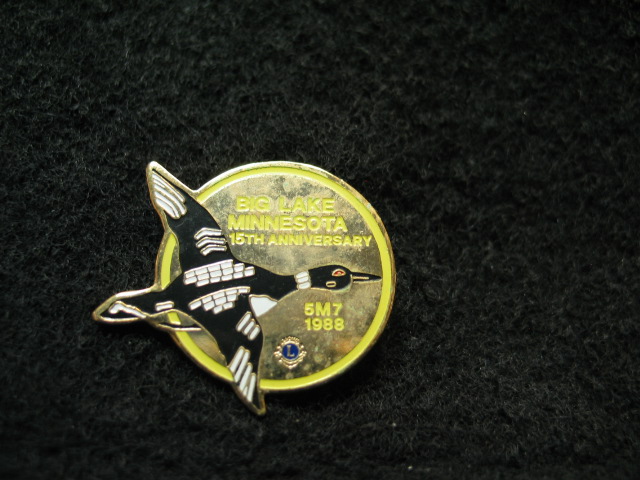 BIG LAKE
MINNESOTA
15TH ANNIVERSARY
5M7
1988
L